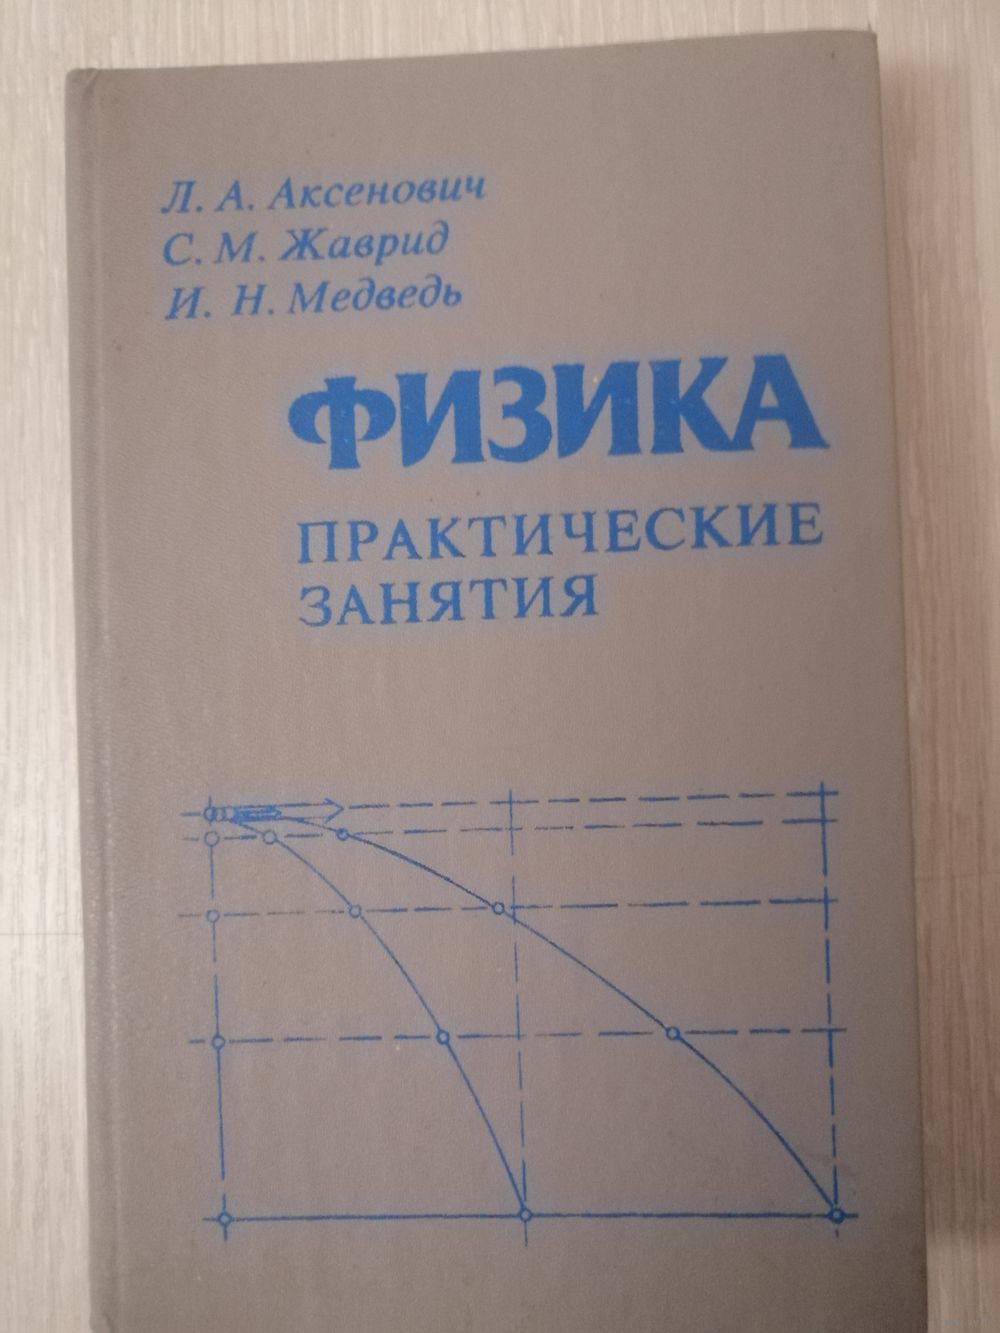 Л. А. Аксенович
С. М. Жаврид
И. Н. Медведь
ФИЗИКА
ПРАКТИЧЕСКИЕ
ЗАНЯТИЯ